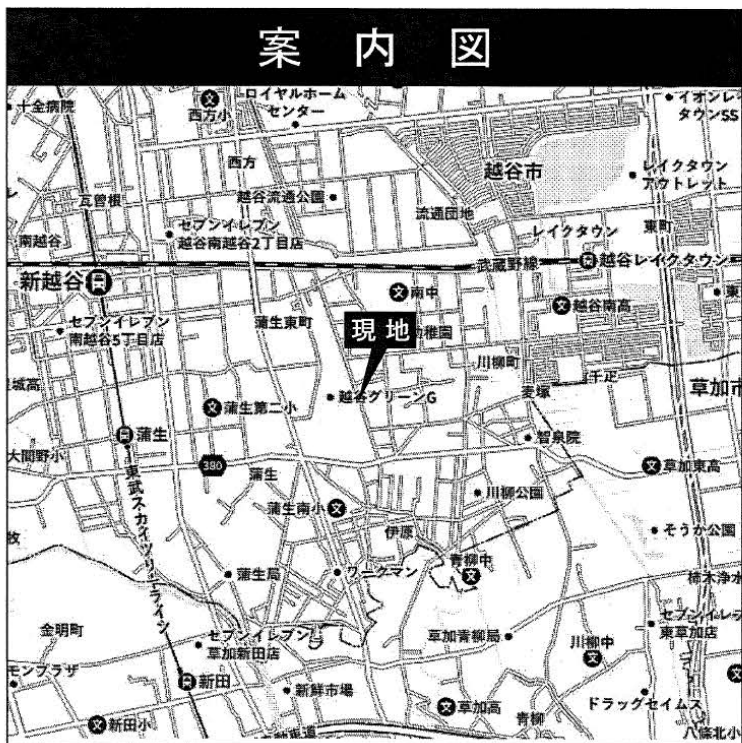 案内図
十金病院
西方小
ロイヤルホーム
センター
タウンSS
西方
越谷市
レイクタウン
アウトレット
瓦曽根
越谷流通公園
流通団地
東町
レイクタウン
南越谷
セブンイレブン
越谷南越谷2丁目店
武蔵野線
越谷レイクタウン
新越谷
南中
越谷南高
蒲生東町
現地
セブンイレブン
南越谷5丁目店
川柳町
千疋
麦塚
草加市
越谷グリーンG
蒲生第二小
蒲生
智泉院
大間野小
380
草加東高
蒲生
川柳公園
蒲生南小
伊原
そうか公園
東武スカイツリーライン
青柳中
蒲生局
ワークマン
柿木浄水
金明町
セブンイレブン
草加新田店
草加青柳局
川柳中
東草加店
モンプラザ
新田
新鮮市場
草加高
青柳
ドラッグセイムス
新田小
八條北小